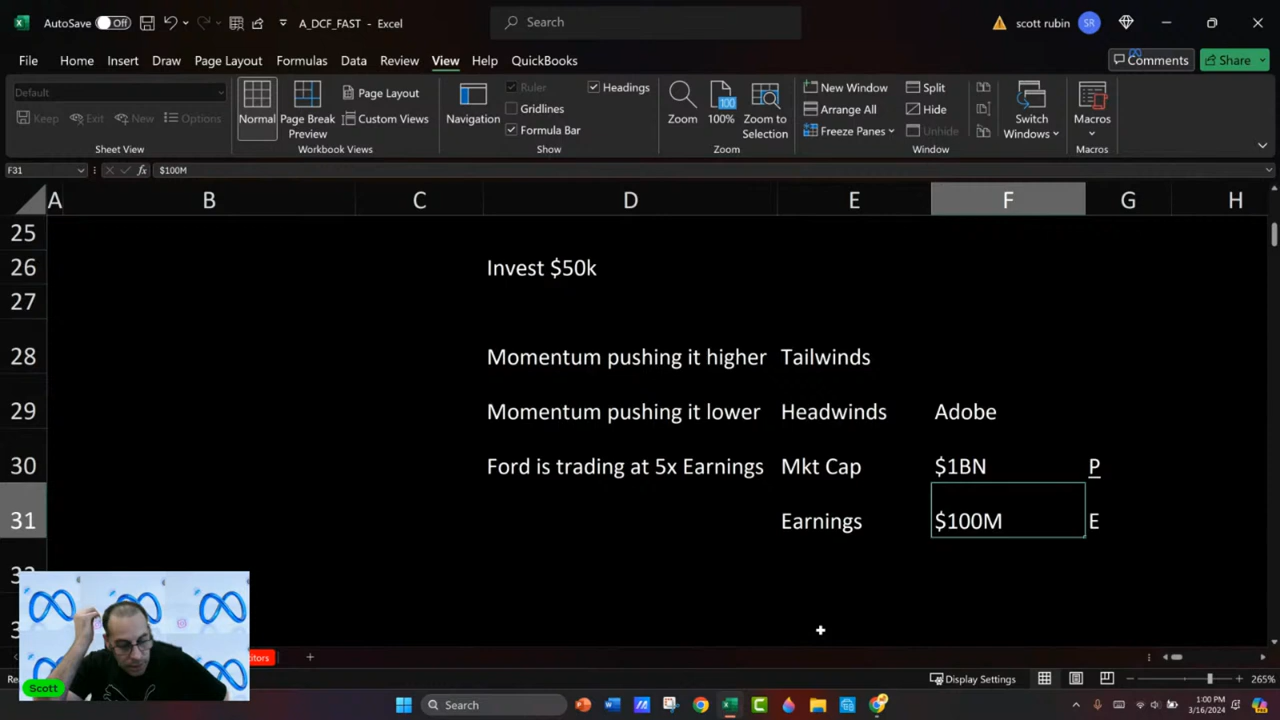 AutoSave Off A_DCF_FAST - Excel Search scott rubin SR
File Home Insert Draw Page Layout Formulas Data Review View Help QuickBooks Comments Share
Default
Keep Exit New Options
Sheet View
Normal
Page Break Preview
Page Layout
Custom Views
Workbook Views
Navigation
Ruler
Gridlines
Formula Bar
Headings
Show
Zoom
100%
Zoom to Selection
Zoom
New Window
Arrange All
Freeze Panes
Split
Hide
Unhide
Switch Windows
Window
Macros
Macros
F31 fx $100M
A B C D E F G H
25
26 Invest $50k
27
28 Momentum pushing it higher Tailwinds
29 Momentum pushing it lower Headwinds Adobe
30 Ford is trading at 5x Earnings Mkt Cap $1BN P
31 Earnings $100M E
Scott
Display Settings 265%
Search
1:00 PM
3/16/2024